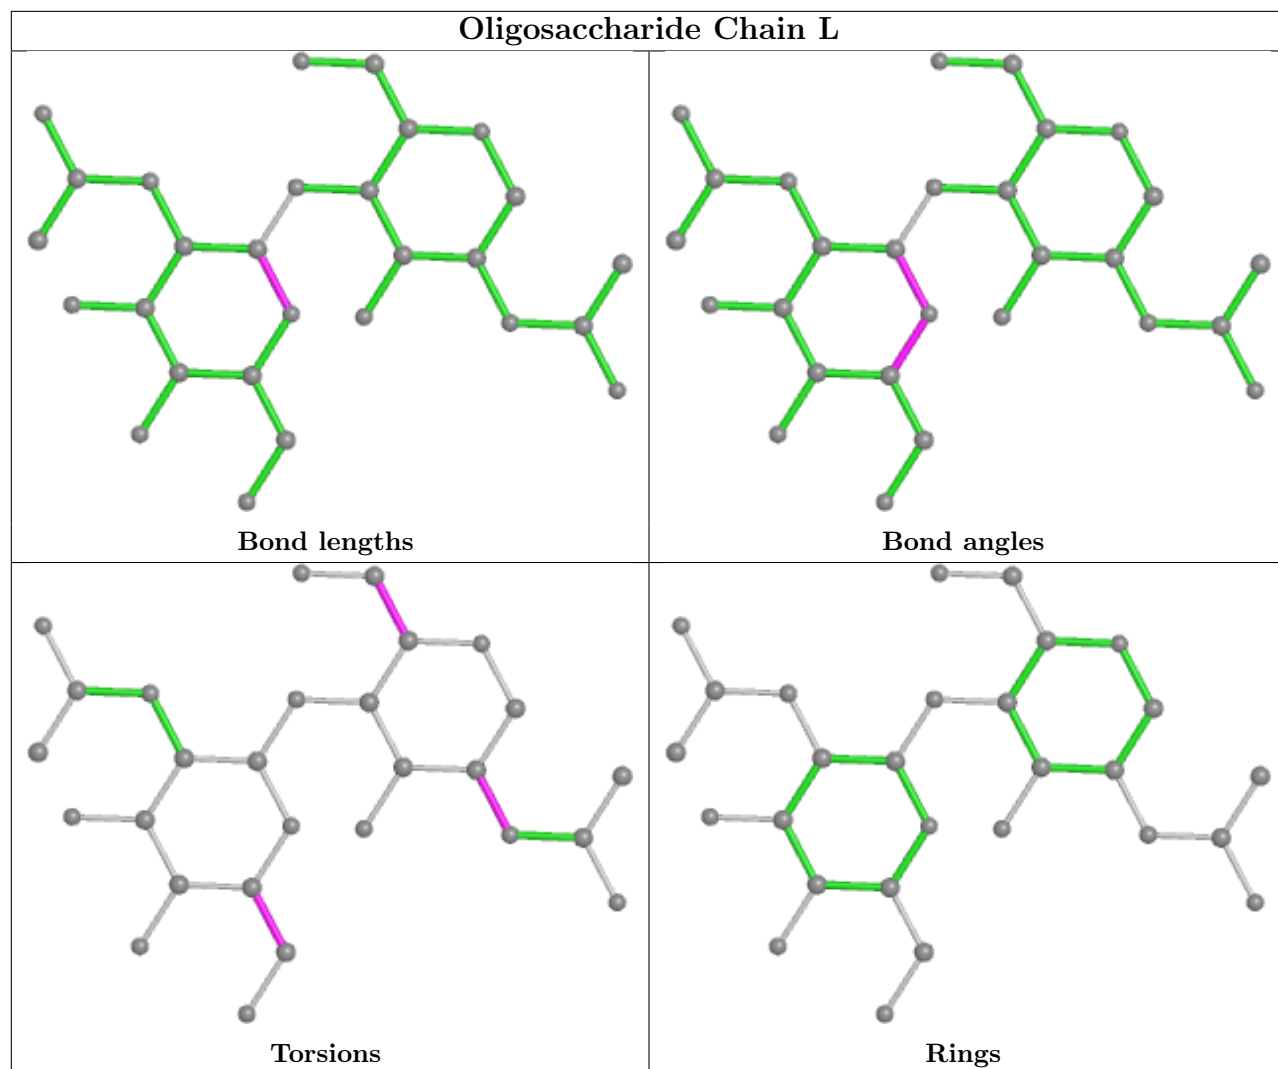 Oligosaccharide Chain L
Bond lengths
Bond angles
Torsions
Rings